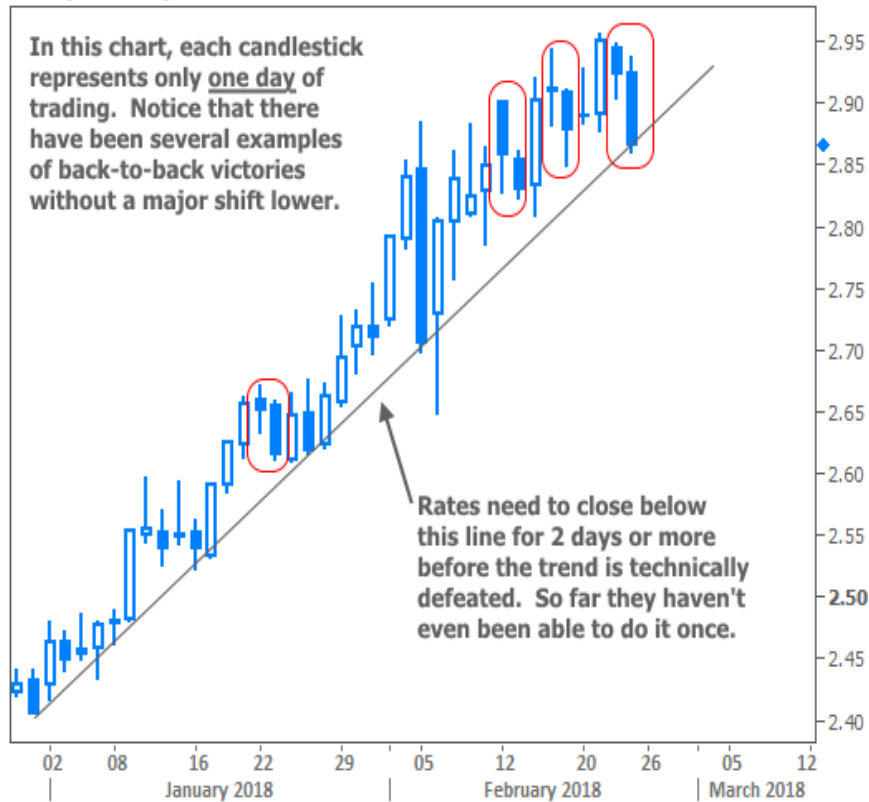 In this chart, each candlestick
represents only one day of
trading. Notice that there
have been several examples
of back-to-back victories
without a major shift lower.
Rates need to close below
this line for 2 days or more
before the trend is technically
defeated. So far they haven't
even been able to do it once.
2.95
2.90
2.85
2.80
2.75
2.70
2.65
2.60
2.55
2.50
2.45
2.40
02 08 16 22 29 05 12 20 26 05 12
January 2018 February 2018 March 2018